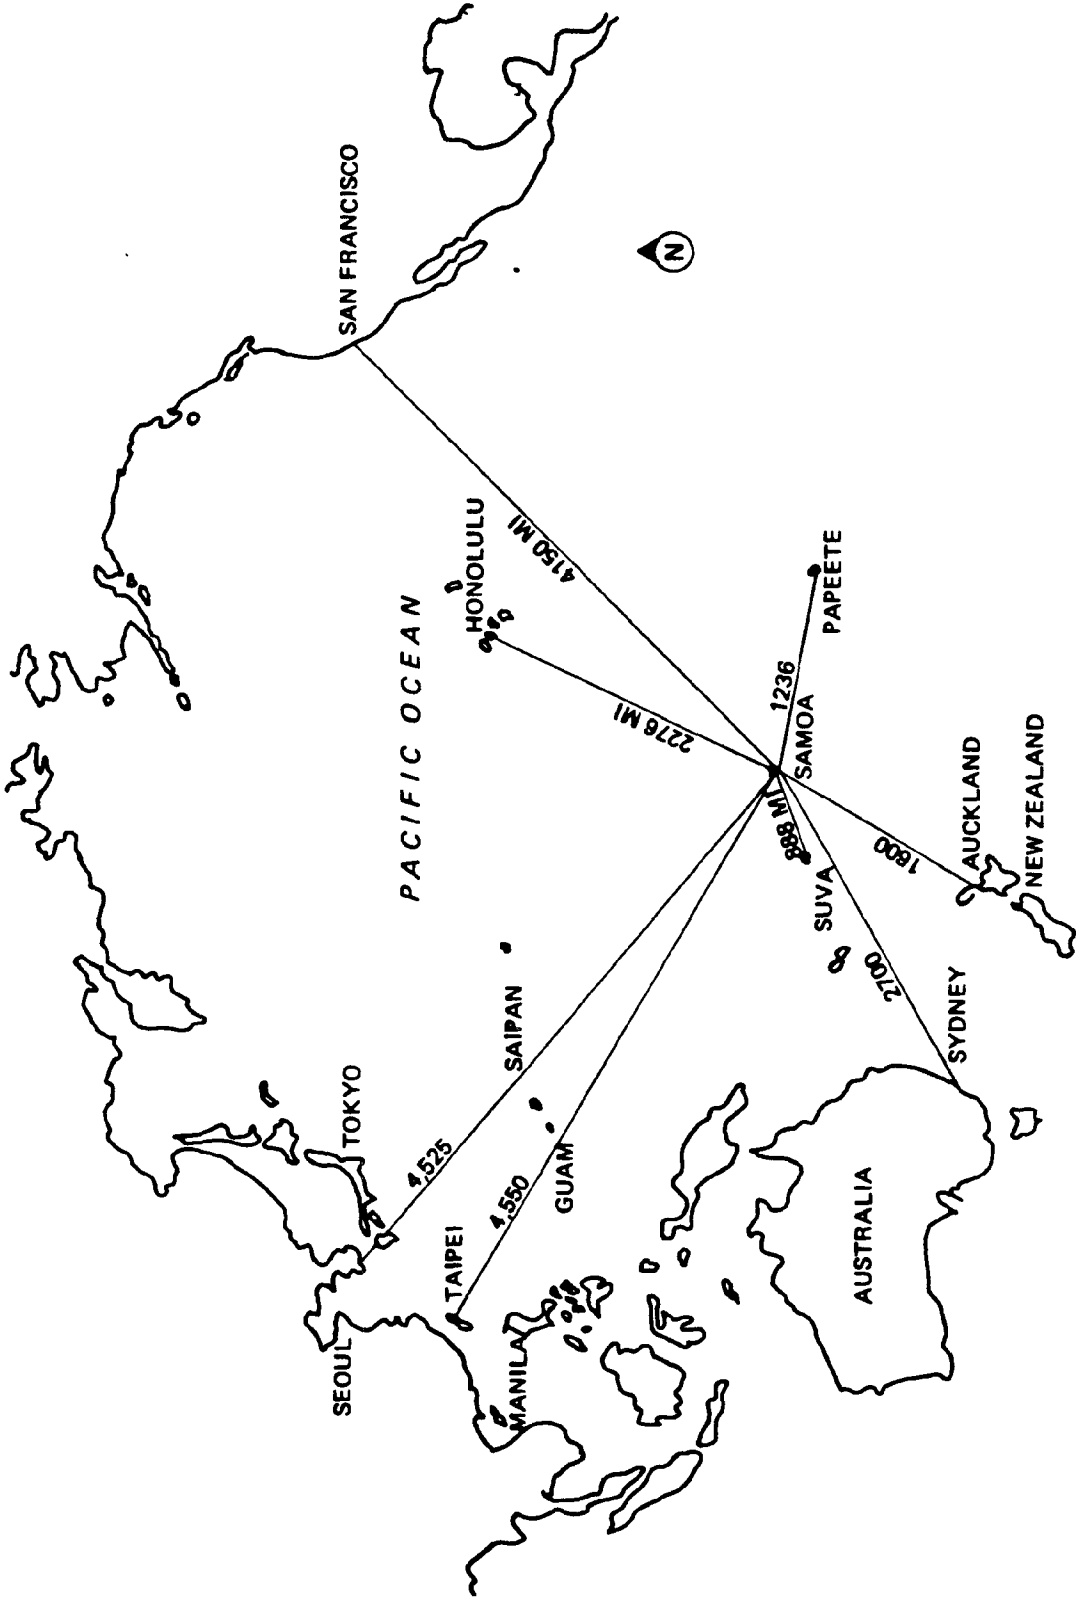 SAN FRANCISCO
N
4150 MI
HONOLULU
PACIFIC OCEAN
2276 MI
PAPEETE
1236
SAMOA
888 MI
SUVA
1600
AUCKLAND
NEW ZEALAND
2700
SYDNEY
SAIPAN
TOKYO
4,525
GUAM
4,550
TAIPEI
SEOUL
MANILA
AUSTRALIA